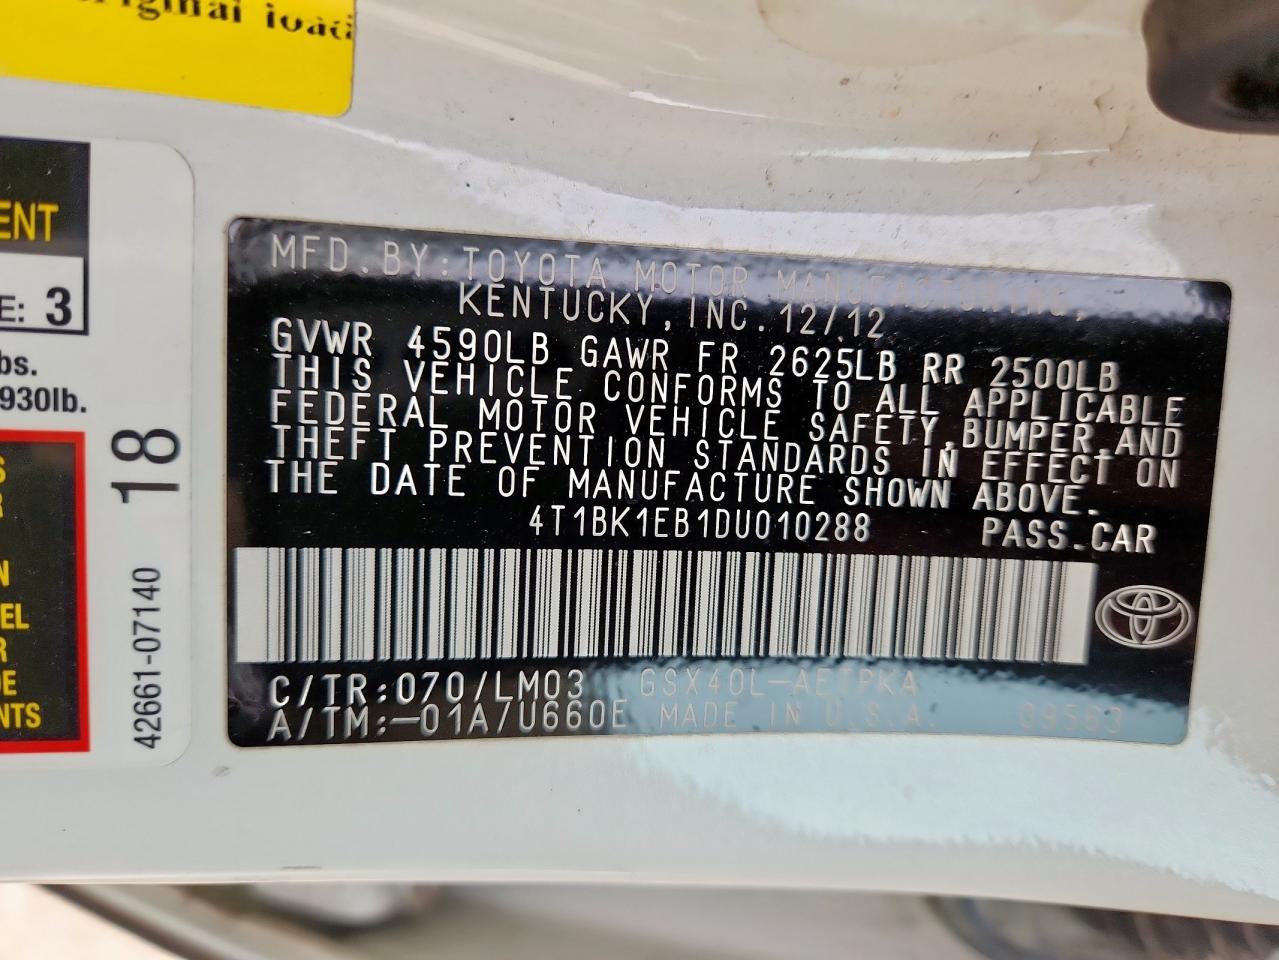 original
ENT
E: 3
bs.
930lb.
S
R
N
EL
R
E
NTS
18
42661-07140
MFD.BY:TOYOTA MOTOR MANUFACTURING,
KENTUCKY,INC.12/12
GVWR 4590LB GAWR FR 2625LB RR 2500LB
THIS VEHICLE CONFORMS TO ALL APPLICABLE
FEDERAL MOTOR VEHICLE SAFETY,BUMPER,AND
THEFT PREVENTION STANDARDS IN EFFECT ON
THE DATE OF MANUFACTURE SHOWN ABOVE.
4T1BK1EB1DU010288 PASS.CAR
C/TR:070/LM03 GSX40L-AETPKA
A/TM:-01A/U660E MADE IN U.S.A. 09563